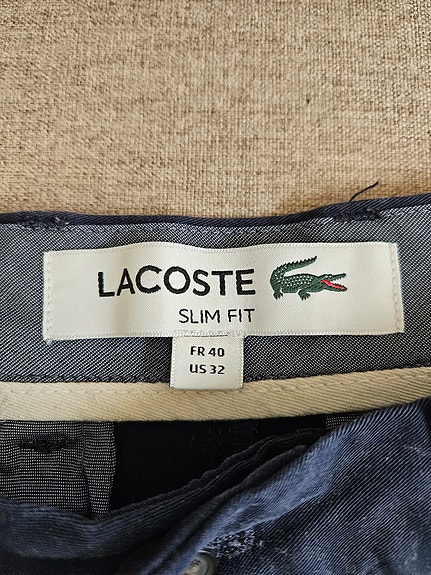 LACOSTE
SLIM FIT
FR 40
US 32